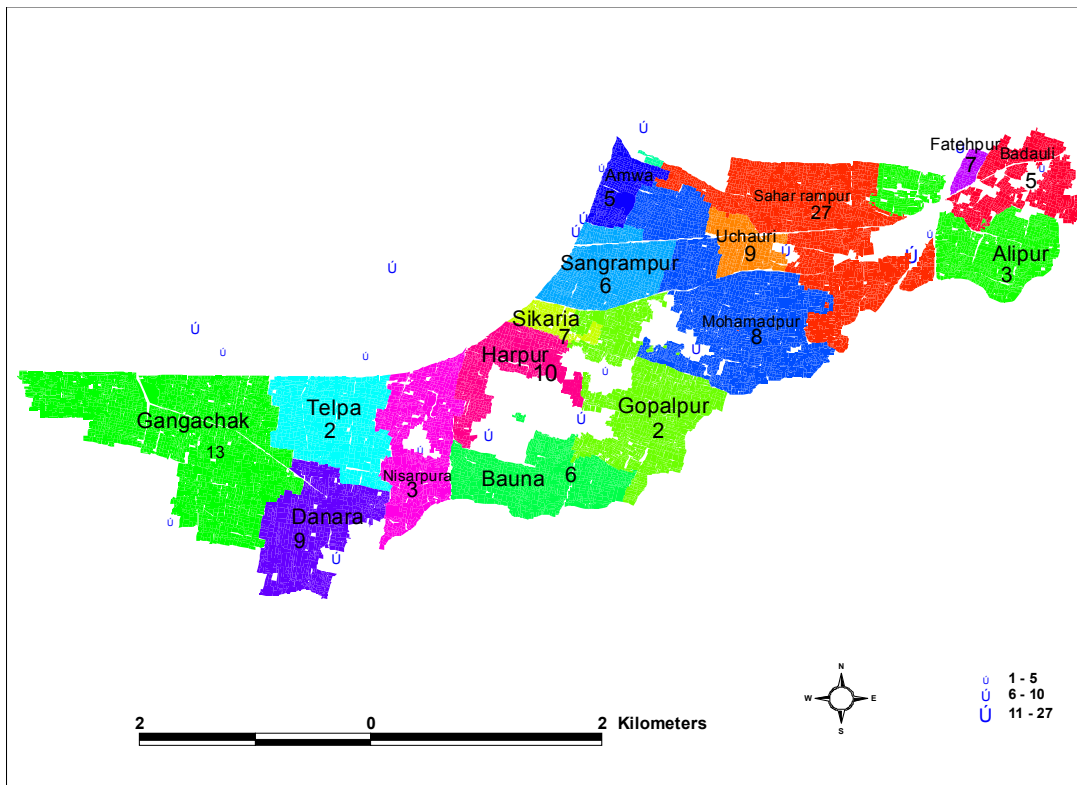 Ú
Fatehpur
Ú
7
Badauli
Ú
5
Ú
Amwa
5
Sahar rampur
27
Ú
Ú
Uchauri
9
Ú
Ú
Ú
Alipur
3
Ú
Sangrampur
6
Ú
Ú
Ú
Sikaria
7
Mohamadpur
8
Ú
Ú
Harpur
10
Ú
Gangachak
13
Telpa
2
Gopalpur
2
Ú
Ú
Ú
Nisarpura
3
Bauna
6
Danara
9
Ú
Ú
N
W
E
S
2
0
2
Kilometers
Ú 1 - 5
Ú 6 - 10
Ú 11 - 27